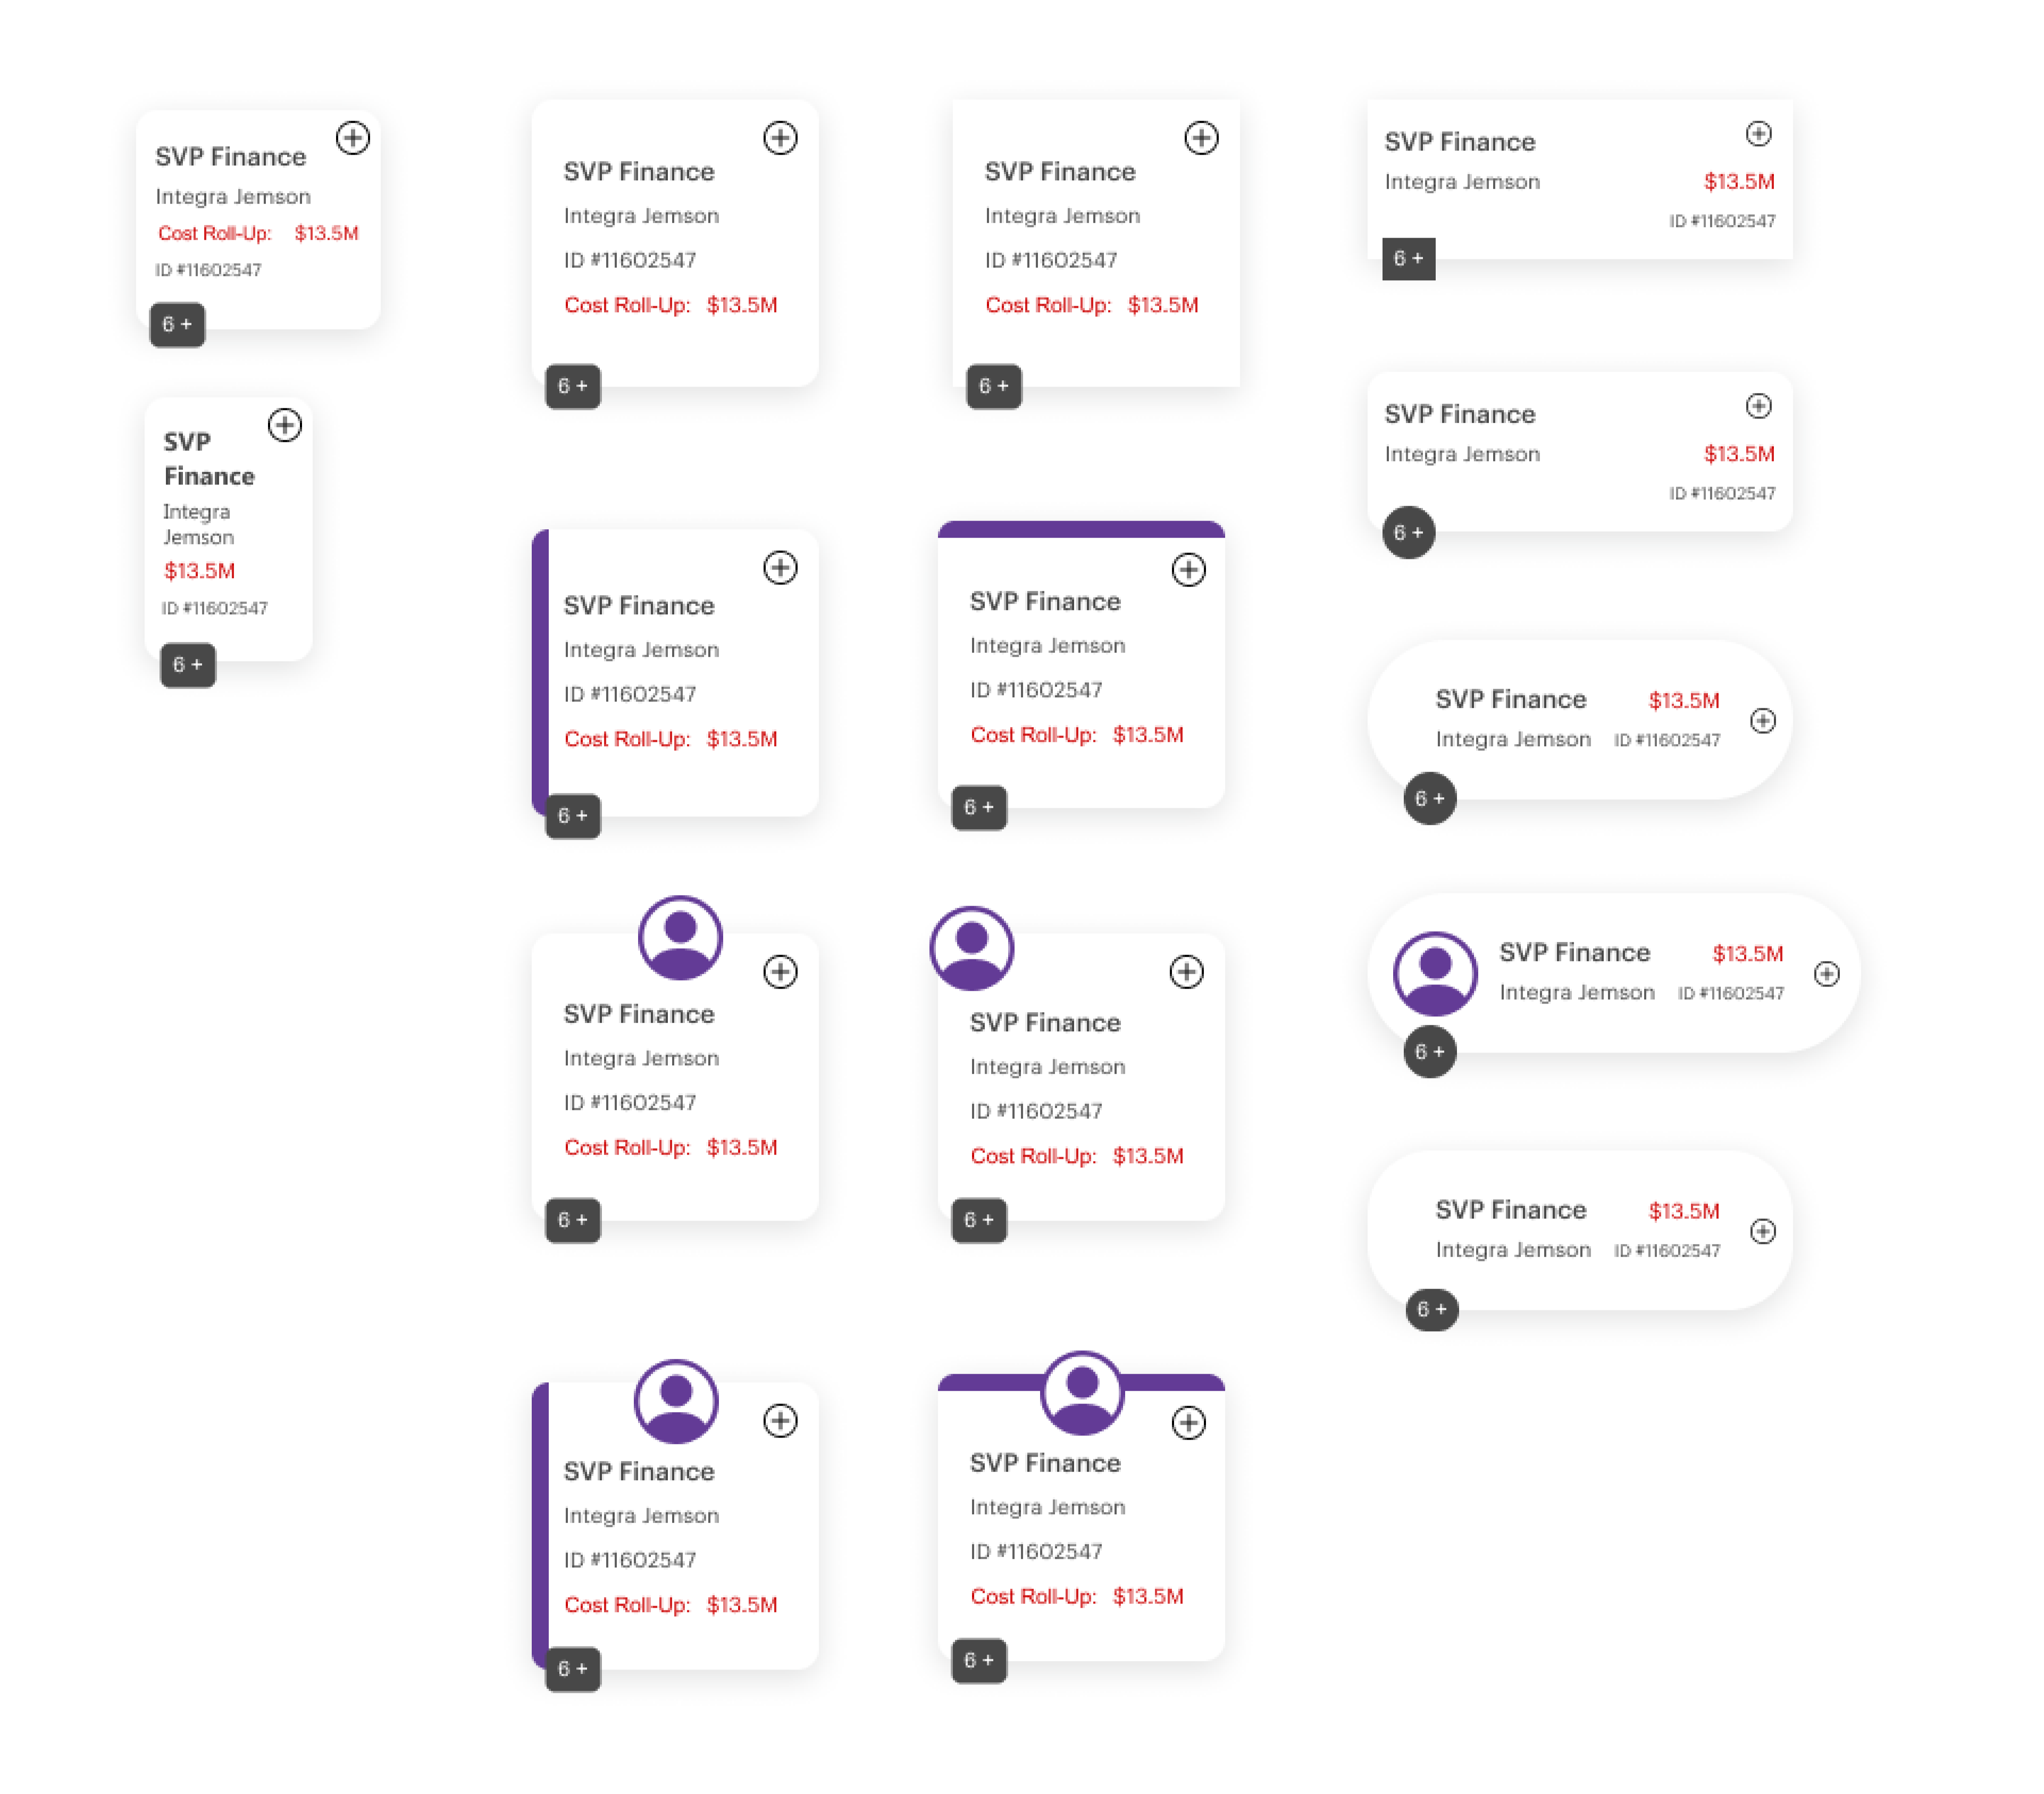 SVP Finance
Integra Jemson
Cost Roll-Up: $13.5M
ID #11602547
6 +
SVP
Finance
Integra
Jemson
$13.5M
ID #11602547
6 +
SVP Finance
Integra Jemson
ID #11602547
Cost Roll-Up: $13.5M
6 +
SVP Finance
Integra Jemson
ID #11602547
Cost Roll-Up: $13.5M
6 +
SVP Finance
Integra Jemson
ID #11602547
Cost Roll-Up: $13.5M
6 +
SVP Finance
Integra Jemson
ID #11602547
Cost Roll-Up: $13.5M
6 +
SVP Finance
Integra Jemson
ID #11602547
Cost Roll-Up: $13.5M
6 +
SVP Finance
Integra Jemson
ID #11602547
Cost Roll-Up: $13.5M
6 +
SVP Finance
Integra Jemson
ID #11602547
Cost Roll-Up: $13.5M
6 +
SVP Finance
Integra Jemson
ID #11602547
Cost Roll-Up: $13.5M
6 +
SVP Finance
Integra Jemson $13.5M
ID #11602547
6 +
SVP Finance
Integra Jemson $13.5M
ID #11602547
6 +
SVP Finance $13.5M
Integra Jemson ID #11602547
6 +
SVP Finance $13.5M
Integra Jemson ID #11602547
6 +
SVP Finance $13.5M
Integra Jemson ID #11602547
6 +